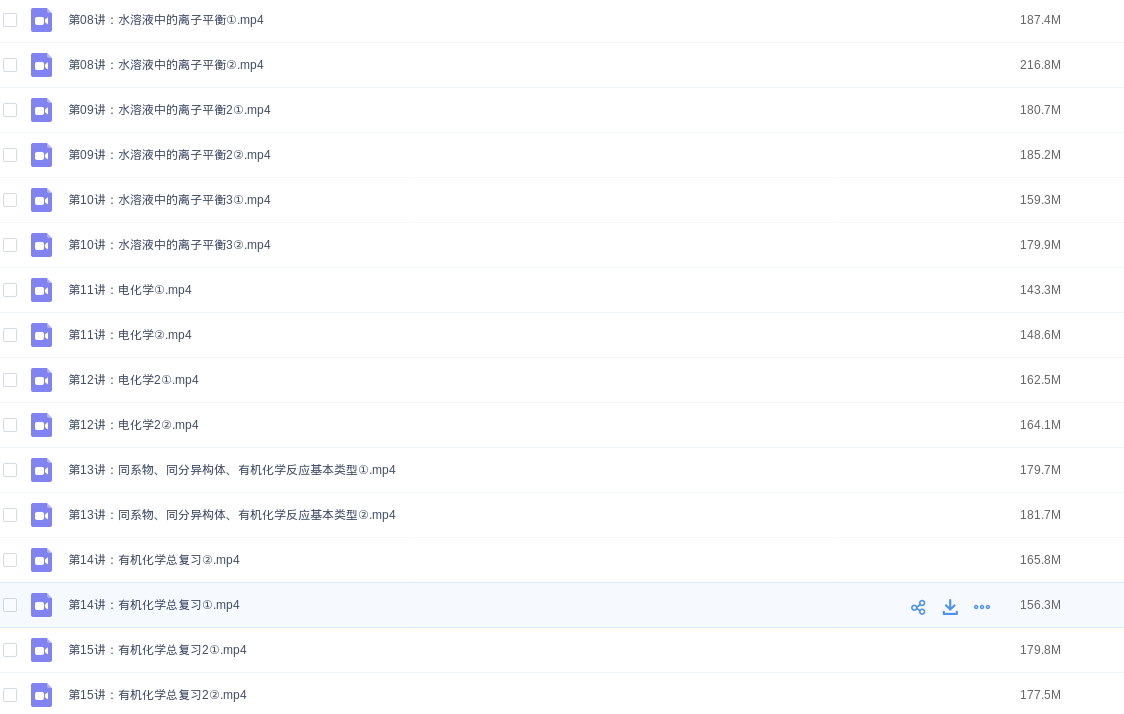 第08讲：水溶液中的离子平衡①.mp4 187.4M
第08讲：水溶液中的离子平衡②.mp4 216.8M
第09讲：水溶液中的离子平衡2①.mp4 180.7M
第09讲：水溶液中的离子平衡2②.mp4 185.2M
第10讲：水溶液中的离子平衡3①.mp4 159.3M
第10讲：水溶液中的离子平衡3②.mp4 179.9M
第11讲：电化学①.mp4 143.3M
第11讲：电化学②.mp4 148.6M
第12讲：电化学2①.mp4 162.5M
第12讲：电化学2②.mp4 164.1M
第13讲：同系物、同分异构体、有机化学反应基本类型①.mp4 179.7M
第13讲：同系物、同分异构体、有机化学反应基本类型②.mp4 181.7M
第14讲：有机化学总复习②.mp4 165.8M
第14讲：有机化学总复习①.mp4 156.3M
第15讲：有机化学总复习2①.mp4 179.8M
第15讲：有机化学总复习2②.mp4 177.5M